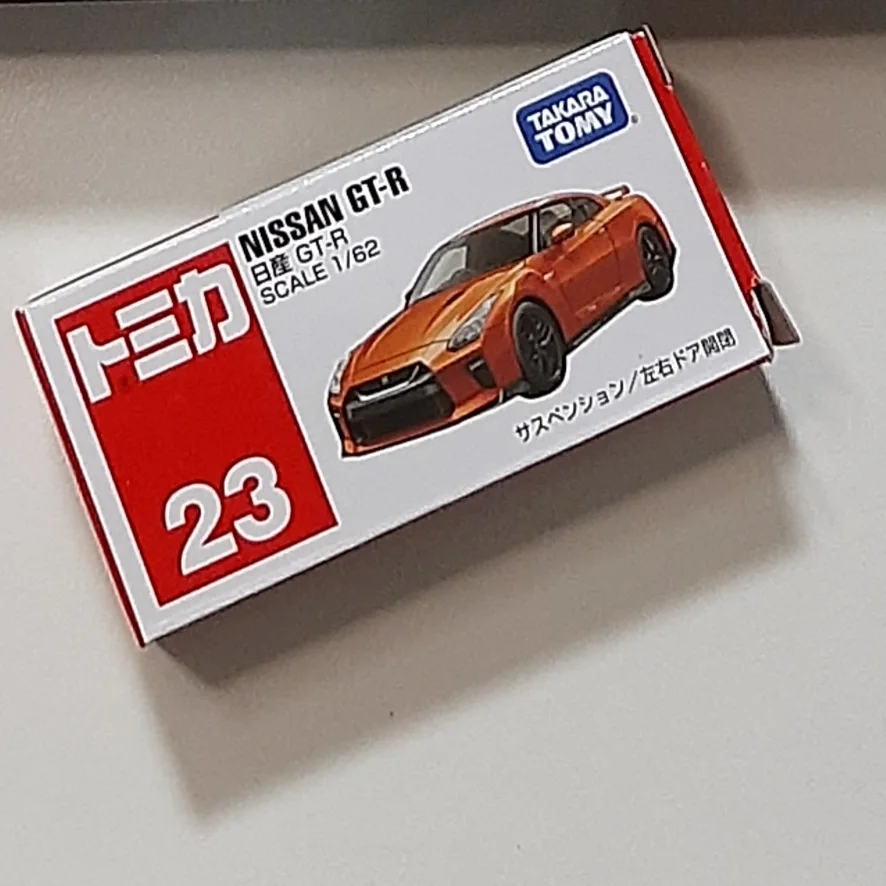 TAKARA
TOMY
NISSAN GT-R
日産 GT-R
SCALE 1/62
トミカ
23
サスペンション/左右ドア開閉